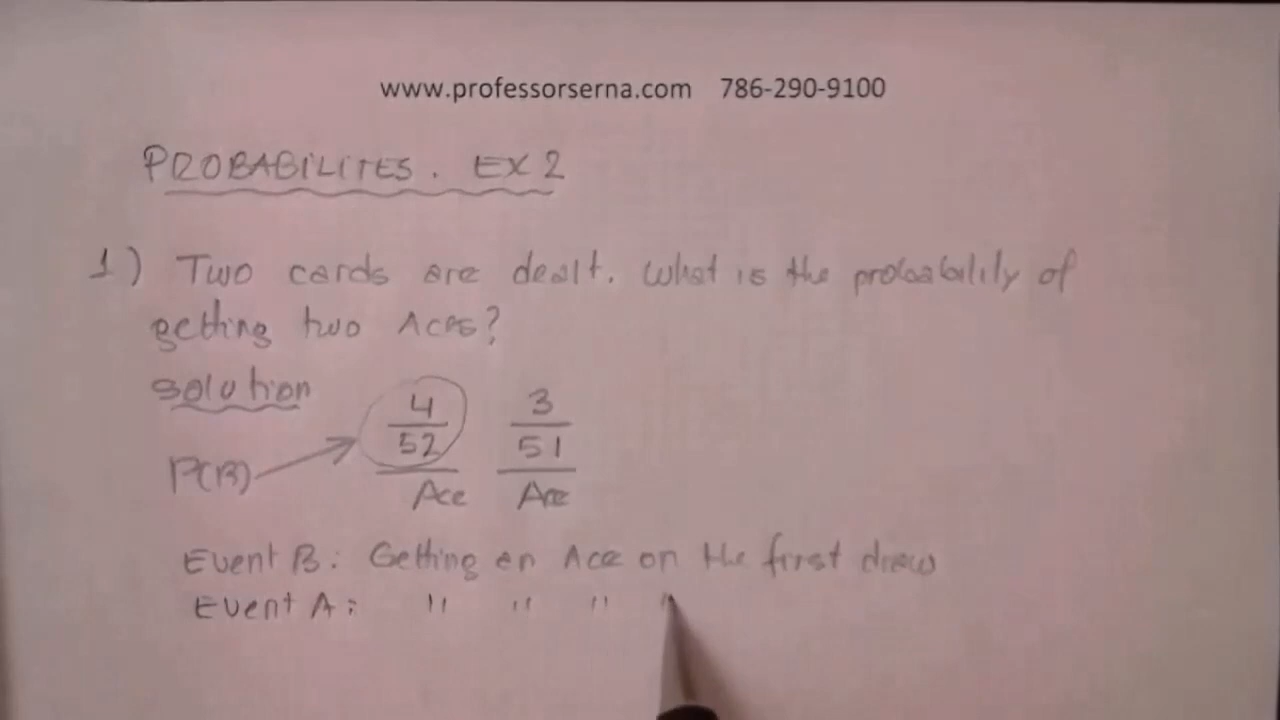 www.professorserna.com 786-290-9100
PROBABILITES. EX 2
1) Two cards are dealt. What is the probability of
getting two Aces?
solution
4 3
52 51
P(B) Ace Ace
Event B: Getting an Ace on the first draw
Event A: " " " "